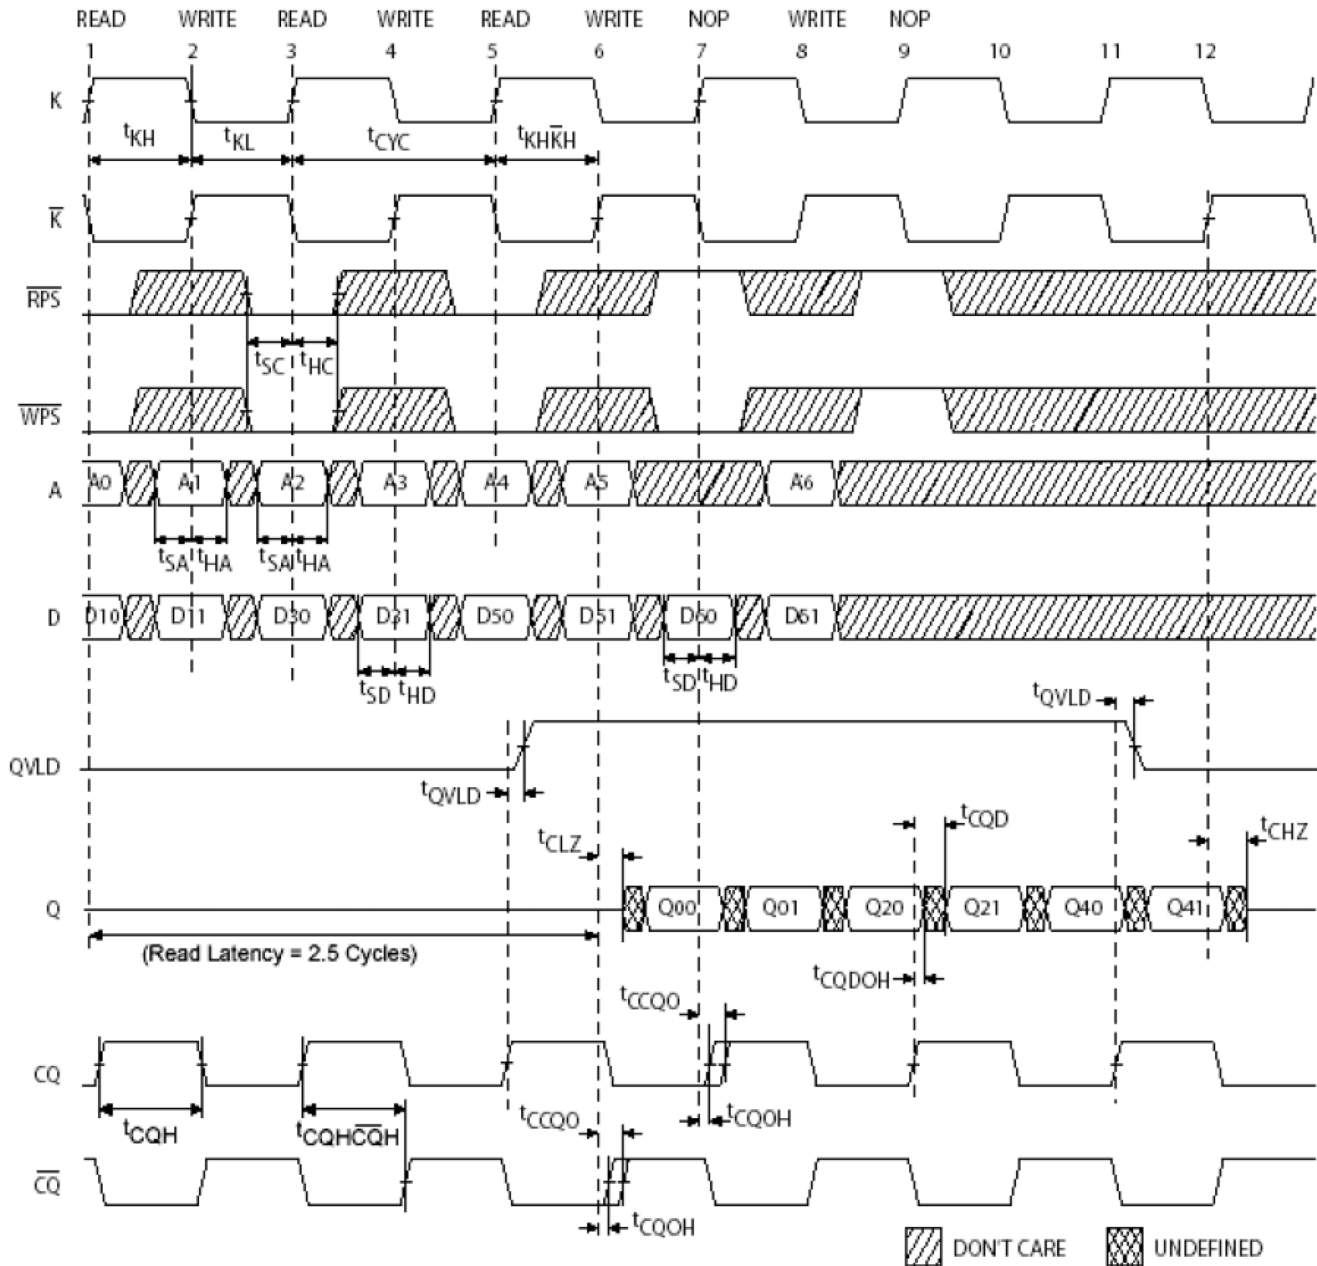 READ WRITE READ WRITE READ WRITE NOP WRITE NOP
1 2 3 4 5 6 7 8 9 10 11 12
K
tKH tKL tCYC tKHK̅H
K̅
R̅P̅S̅
tSC tHC
W̅P̅S̅
A A0 A1 A2 A3 A4 A5 A6
tSA tHA tSA tHA
D D10 D11 D30 D31 D50 D51 D60 D61
tSD tHD tSD tHD
tQVLD
QVLD
tQVLD
tCQD
tCLZ tCHZ
Q Q00 Q01 Q20 Q21 Q40 Q41
(Read Latency = 2.5 Cycles)
tCQDOH
tCCQO
CQ
tCQOH
tCCQO
tCQH tCQHC̅Q̅H
C̅Q̅
tCQOH
DON'T CARE UNDEFINED